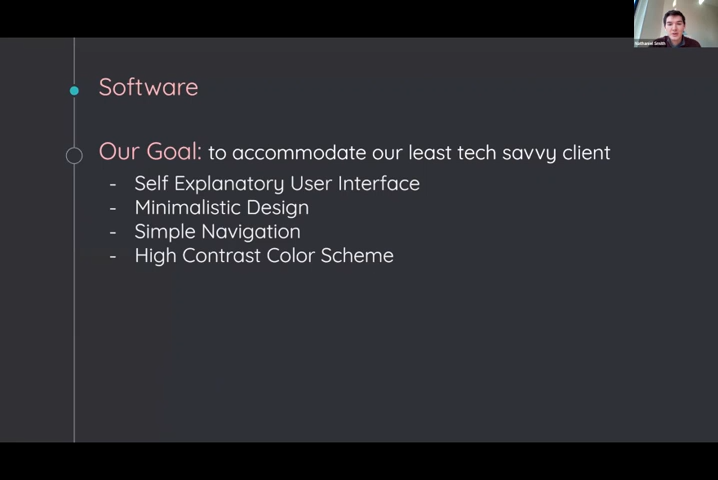 Software
Our Goal: to accommodate our least tech savvy client
- Self Explanatory User Interface
- Minimalistic Design
- Simple Navigation
- High Contrast Color Scheme
Smith